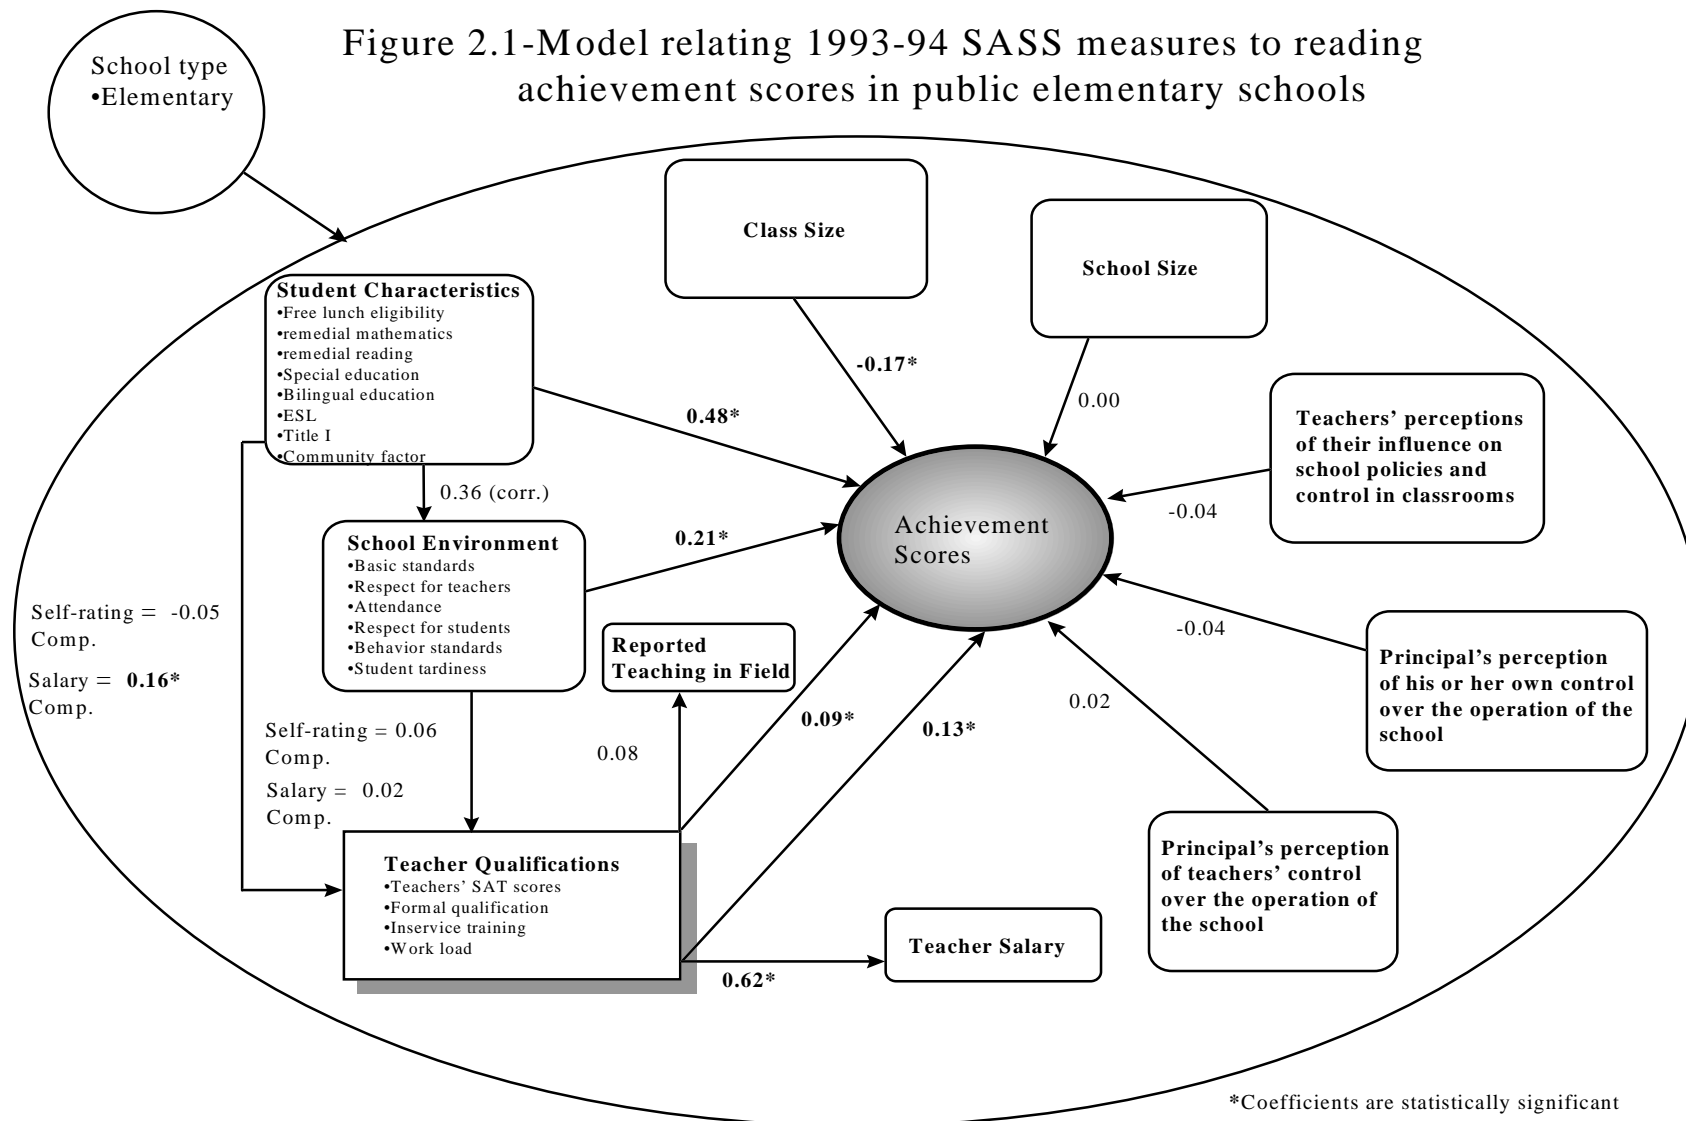 Figure 2.1-Model relating 1993-94 SASS measures to reading
achievement scores in public elementary schools
School type
•Elementary
Class Size
School Size
Student Characteristics
•Free lunch eligibility
•remedial mathematics
•remedial reading
•Special education
•Bilingual education
•ESL
•Title I
•Community factor
-0.17*
0.00
0.48*
Teachers’ perceptions
of their influence on
school policies and
control in classrooms
-0.04
0.36 (corr.)
Achievement
Scores
School Environment
•Basic standards
•Respect for teachers
•Attendance
•Respect for students
•Behavior standards
•Student tardiness
0.21*
Self-rating = -0.05
Comp.
Salary = 0.16*
Comp.
Reported
Teaching in Field
-0.04
Principal’s perception
of his or her own control
over the operation of the
school
Self-rating = 0.06
Comp.
Salary = 0.02
Comp.
0.08
0.09*
0.13*
0.02
Teacher Qualifications
•Teachers’ SAT scores
•Formal qualification
•Inservice training
•Work load
Principal’s perception
of teachers’ control
over the operation of
the school
0.62*
Teacher Salary
*Coefficients are statistically significant